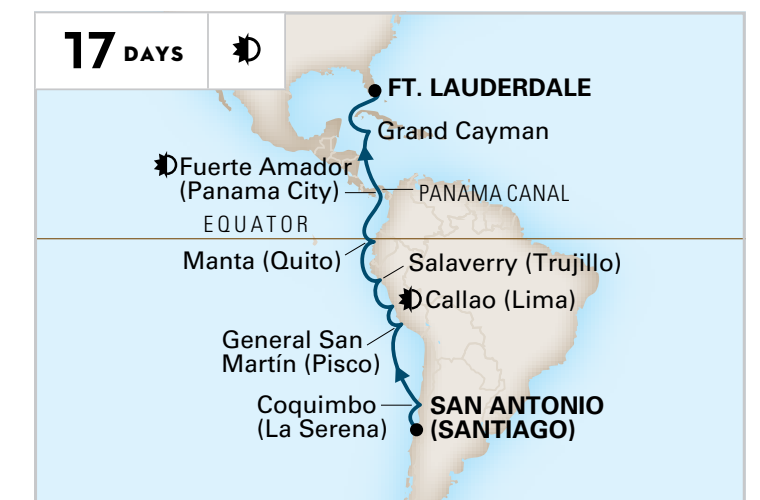 17 DAYS
FT. LAUDERDALE
Grand Cayman
Fuerte Amador
(Panama City)
PANAMA CANAL
EQUATOR
Manta (Quito)
Salaverry (Trujillo)
Callao (Lima)
General San
Martín (Pisco)
Coquimbo
(La Serena)
SAN ANTONIO
(SANTIAGO)